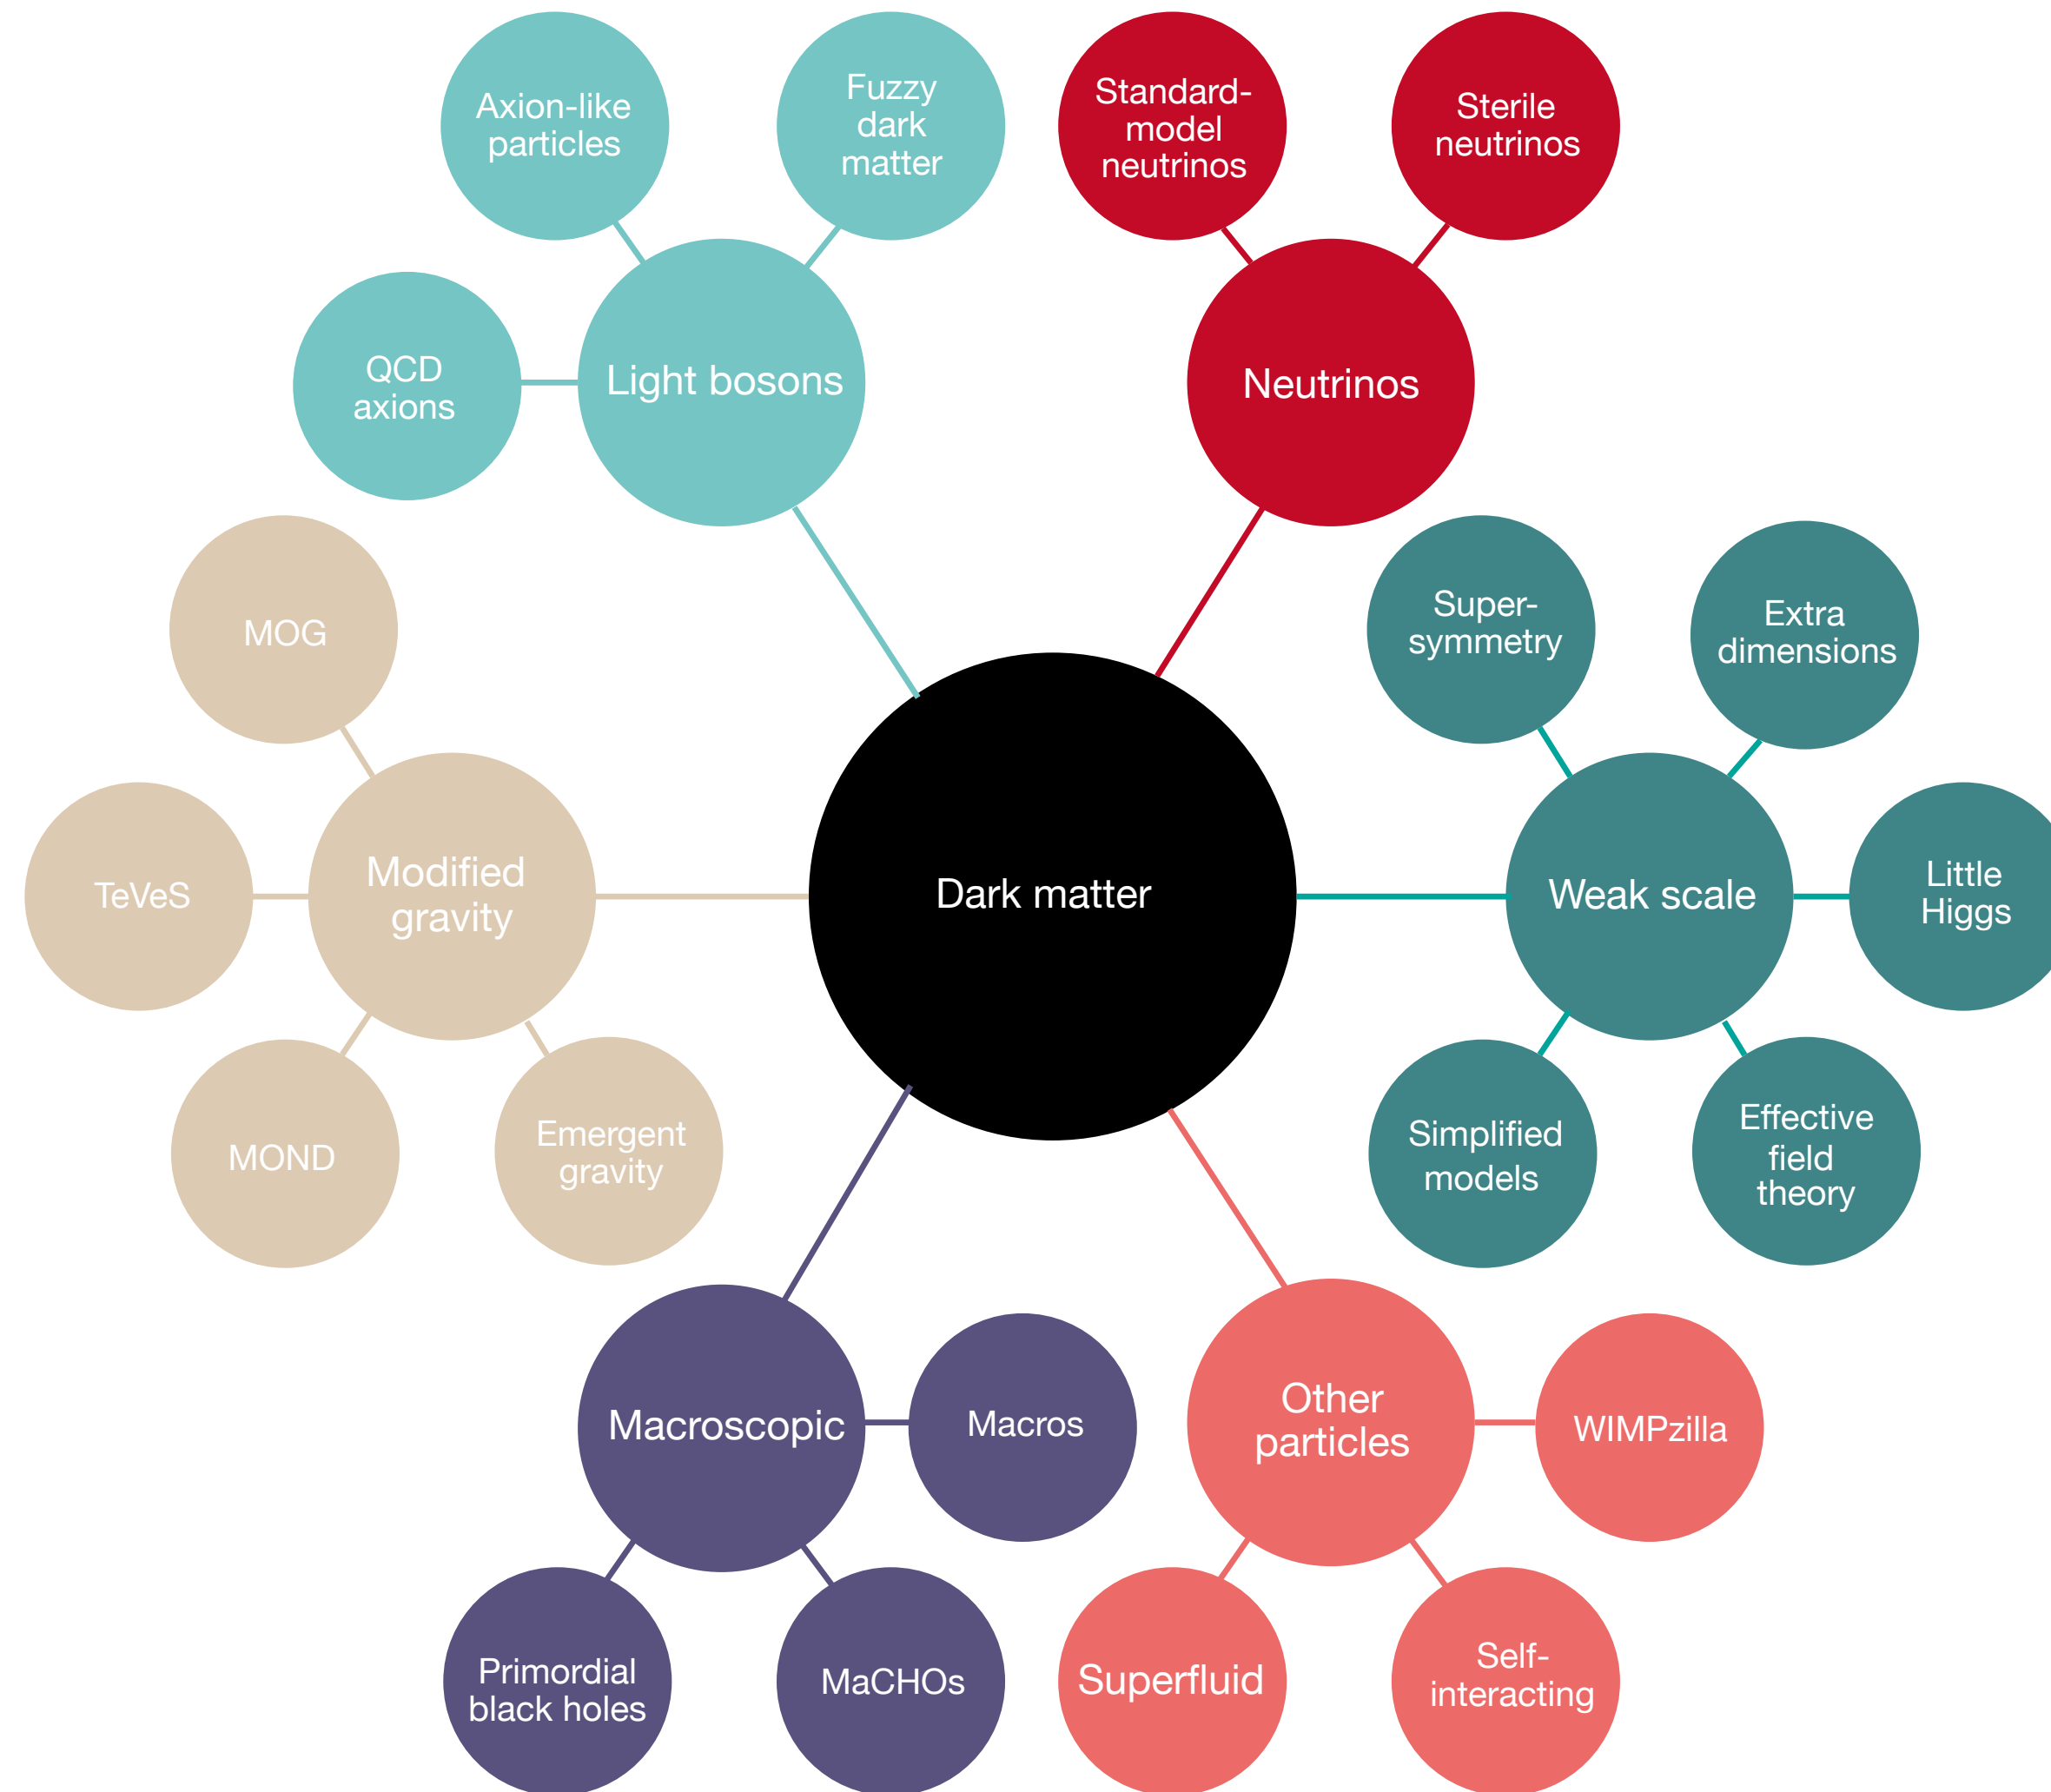 Axion-like
particles
Fuzzy
dark
matter
Standard-
model
neutrinos
Sterile
neutrinos
QCD
axions
Light bosons
Neutrinos
MOG
Super-
symmetry
Extra
dimensions
TeVeS
Modified
gravity
Dark matter
Weak scale
Little
Higgs
MOND
Emergent
gravity
Simplified
models
Effective
field
theory
Macroscopic
Macros
Other
particles
WIMPzilla
Primordial
black holes
MaCHOs
Superfluid
Self-
interacting